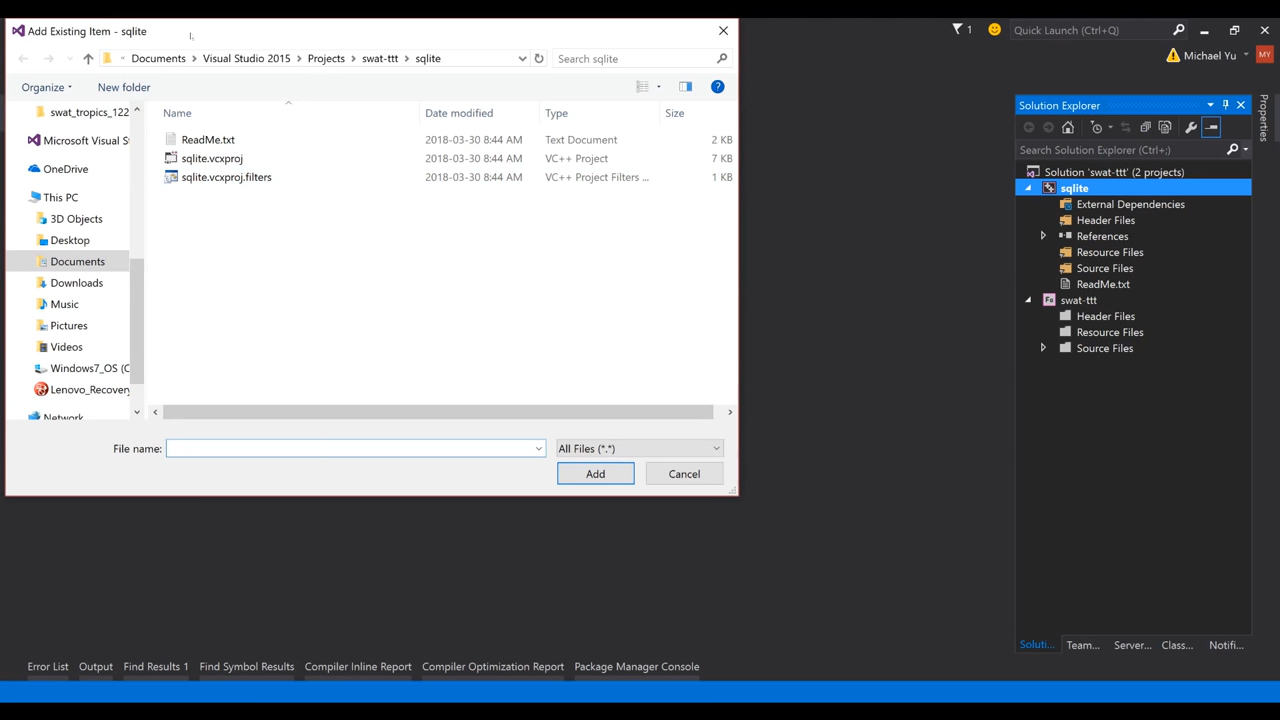 Add Existing Item - sqlite
1
Quick Launch (Ctrl+Q)
Michael Yu
MY
« Documents > Visual Studio 2015 > Projects > swat-ttt > sqlite
Search sqlite
Organize
New folder
?
Name
Date modified
Type
Size
swat_tropics_122
Microsoft Visual St
OneDrive
This PC
3D Objects
Desktop
Documents
Downloads
Music
Pictures
Videos
Windows7_OS (C
Lenovo_Recovery
Network
ReadMe.txt 2018-03-30 8:44 AM Text Document 2 KB
sqlite.vcxproj 2018-03-30 8:44 AM VC++ Project 7 KB
sqlite.vcxproj.filters 2018-03-30 8:44 AM VC++ Project Filters ... 1 KB
File name:
All Files (*.*)
Add
Cancel
Solution Explorer
Search Solution Explorer (Ctrl+;)
Solution 'swat-ttt' (2 projects)
sqlite
External Dependencies
Header Files
References
Resource Files
Source Files
ReadMe.txt
Fo swat-ttt
Header Files
Resource Files
Source Files
Properties
Soluti...
Team...
Server...
Class...
Notifi...
Error List
Output
Find Results 1
Find Symbol Results
Compiler Inline Report
Compiler Optimization Report
Package Manager Console